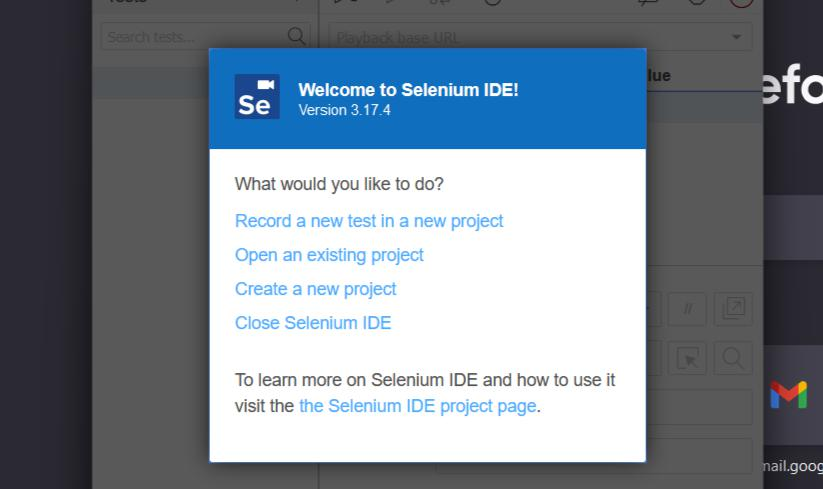 Search tests...
Playback base URL
Se
Welcome to Selenium IDE!
Version 3.17.4
lue
efo
What would you like to do?
Record a new test in a new project
Open an existing project
Create a new project
Close Selenium IDE
//
To learn more on Selenium IDE and how to use it
visit the the Selenium IDE project page.
mail.goog